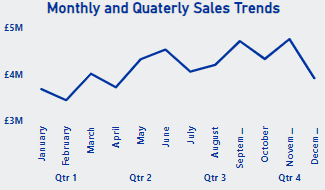 Monthly and Quaterly Sales Trends
£5M
£4M
£3M
January
February
March
April
May
June
July
August
Septem...
October
Novem...
Decem...
Qtr 1
Qtr 2
Qtr 3
Qtr 4